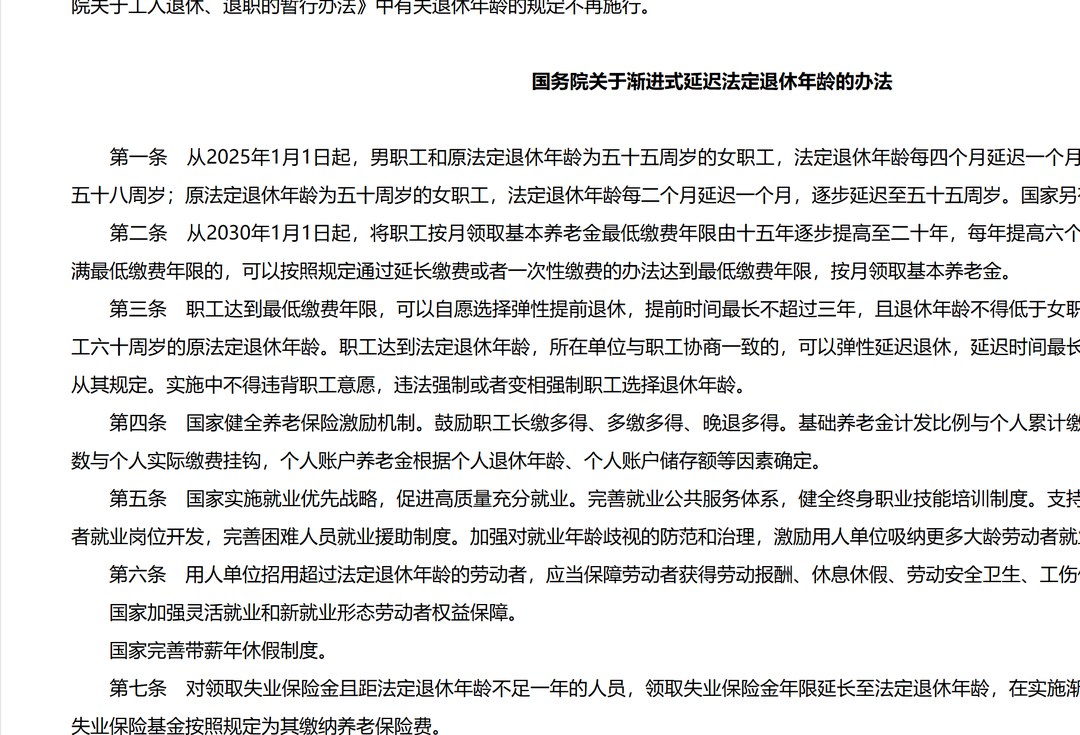 院关于工人退休、退职的暂行办法》中有关退休年龄的规定不再施行。
国务院关于渐进式延迟法定退休年龄的办法
第一条　从2025年1月1日起，男职工和原法定退休年龄为五十五周岁的女职工，法定退休年龄每四个月延迟一个月
五十八周岁；原法定退休年龄为五十周岁的女职工，法定退休年龄每二个月延迟一个月，逐步延迟至五十五周岁。国家另
第二条　从2030年1月1日起，将职工按月领取基本养老金最低缴费年限由十五年逐步提高至二十年，每年提高六个
满最低缴费年限的，可以按照规定通过延长缴费或者一次性缴费的办法达到最低缴费年限，按月领取基本养老金。
第三条　职工达到最低缴费年限，可以自愿选择弹性提前退休，提前时间最长不超过三年，且退休年龄不得低于女职
工六十周岁的原法定退休年龄。职工达到法定退休年龄，所在单位与职工协商一致的，可以弹性延迟退休，延迟时间最长
从其规定。实施中不得违背职工意愿，违法强制或者变相强制职工选择退休年龄。
第四条　国家健全养老保险激励机制。鼓励职工长缴多得、多缴多得、晚退多得。基础养老金计发比例与个人累计缴
数与个人实际缴费挂钩，个人账户养老金根据个人退休年龄、个人账户储存额等因素确定。
第五条　国家实施就业优先战略，促进高质量充分就业。完善就业公共服务体系，健全终身职业技能培训制度。支持
者就业岗位开发，完善困难人员就业援助制度。加强对就业年龄歧视的防范和治理，激励用人单位吸纳更多大龄劳动者就
第六条　用人单位招用超过法定退休年龄的劳动者，应当保障劳动者获得劳动报酬、休息休假、劳动安全卫生、工伤
国家加强灵活就业和新就业形态劳动者权益保障。
国家完善带薪年休假制度。
第七条　对领取失业保险金且距法定退休年龄不足一年的人员，领取失业保险金年限延长至法定退休年龄，在实施渐
失业保险基金按照规定为其缴纳养老保险费。